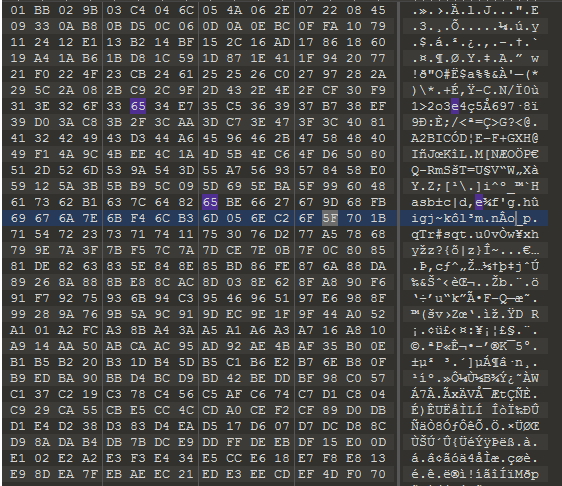 01 BB 02 9B 03 C4 04 6C 05 4A 06 2E 07 22 08 45 .».›.Ä.l.J...".E
09 33 0A B8 0B D5 0C 06 0D 0A 0E BC 0F FA 10 79 .3.¸.Õ.....¼.ú.y
11 24 12 E1 13 B2 14 BF 15 2C 16 AD 17 86 18 60 .$.á.².¿.,.-.†.`
19 A4 1A B6 1B D8 1C 59 1D 87 1E 41 1F 94 20 77 .¤.¶.Ø.Y.‡.A.” w
21 F0 22 4F 23 CB 24 61 25 25 26 C0 27 97 28 2A !ð"O#Ë$a%%&À'—(*
29 5C 2A 08 2B C9 2C 9F 2D 43 2E 4E 2F CF 30 F9 )\*.+É,Ÿ-C.N/Ï0ù
31 3E 32 6F 33 65 34 E7 35 C5 36 39 37 B7 38 EF 1>2o3e4ç5Å697·8ï
39 D0 3A C8 3B 2F 3C AA 3D C7 3E 47 3F 3C 40 81 9Ð:È;/<ª=Ç>G?<@.
41 32 42 49 43 D3 44 A6 45 96 46 2B 47 58 48 40 A2BICÓD¦E–F+GXH@
49 F1 4A 9C 4B EE 4C 1A 4D 5B 4E C6 4F D6 50 80 IñJœKîL.M[NÆOÖP€
51 2D 52 6D 53 9A 54 3D 55 A7 56 93 57 84 58 E0 Q-RmSšT=U§V“W„Xà
59 12 5A 3B 5B B9 5C 09 5D 69 5E BA 5F 99 60 48 Y.Z;[¹\.]i^º_™`H
61 73 62 B1 63 7C 64 82 65 BE 66 27 67 9D 68 FB asb±c|d‚e¾f'g.hû
69 67 6A 7E 6B F4 6C B3 6D 05 6E C2 6F 5F 70 1B igj~kôl³m.nÂo_p.
71 54 72 23 73 71 74 11 75 30 76 D2 77 A5 78 68 qTr#sqt.u0vÒw¥xh
79 9E 7A 3F 7B F5 7C 7A 7D CE 7E 0B 7F 0C 80 85 yžz?{õ|z}Î~...€…
81 DE 82 63 83 5E 84 8E 85 BD 86 FE 87 6A 88 DA .Þ‚cƒ^„Ž…½†þ‡jˆÚ
89 26 8A 8E 8B B4 8C AC 8D 03 8E 62 8F 8A 90 F6 ‰&ŠŽ‹´Œ¬..Žb.Š.ö
91 F7 92 75 93 6B 94 C3 95 46 96 51 97 E6 98 8F ‘÷’u“k”Ã•F–Q—æ˜.
99 28 9A 76 9B 5A 9C 91 9D EC 9E 1F 9F 44 A0 52 ™(šv›Zœ‘.ìž.ŸD R
A1 01 A2 FC A3 8B A4 3A A5 A1 A6 A3 A7 16 A8 10 ¡.¢ü£‹¤:¥¡¦£§.¨.
A9 14 AA 50 AB CA AC 95 AD 92 AE 4B AF 35 B0 0E ©.ªP«Ê¬•-’®K¯5°.
B1 B5 B2 20 B3 1D B4 5D B5 C1 B6 E2 B7 6E B8 0F ±µ² ³.´]µÁ¶â·n¸.
B9 ED BA 90 BB D4 BC D9 BD 42 BE DD BF 98 C0 57 ¹íº.»Ô¼Ù½B¾Ý¿˜ÀW
C1 37 C2 19 C3 78 C4 56 C5 AF C6 74 C7 D1 C8 04 Á7Â.ÃxÄVÅ¯ÆtÇÑÈ.
C9 29 CA 55 CB E5 CC 4C CD A0 CE F2 CF 89 D0 DB É)ÊUËåÌLÍ ÎòÏ‰ÐÛ
D1 E4 D2 38 D3 83 D4 EA D5 17 D6 07 D7 DC D8 8C ÑäÒ8ÓƒÔêÕ.Ö.×ÜØŒ
D9 8A DA B4 DB 7B DC E9 DD FF DE EB DF 15 E0 0D ÙŠÚ´Û{ÜéÝÿÞëß.à.
E1 02 E2 A2 E3 F3 E4 34 E5 CC E6 18 E7 F8 E8 13 á.â¢ãóä4åÌæ.çøè.
E9 8D EA 7F EB AE EC 21 ED E3 EE CD EF 4D F0 70 é.ê.ë®ì!íãîÍïMðp